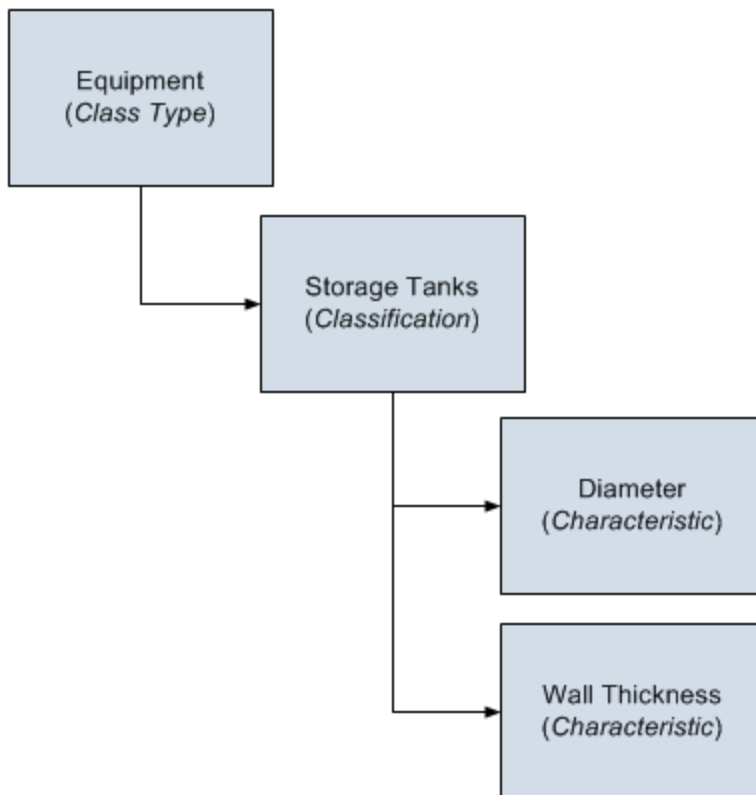 Equipment
(Class Type)
Storage Tanks
(Classification)
Diameter
(Characteristic)
Wall Thickness
(Characteristic)